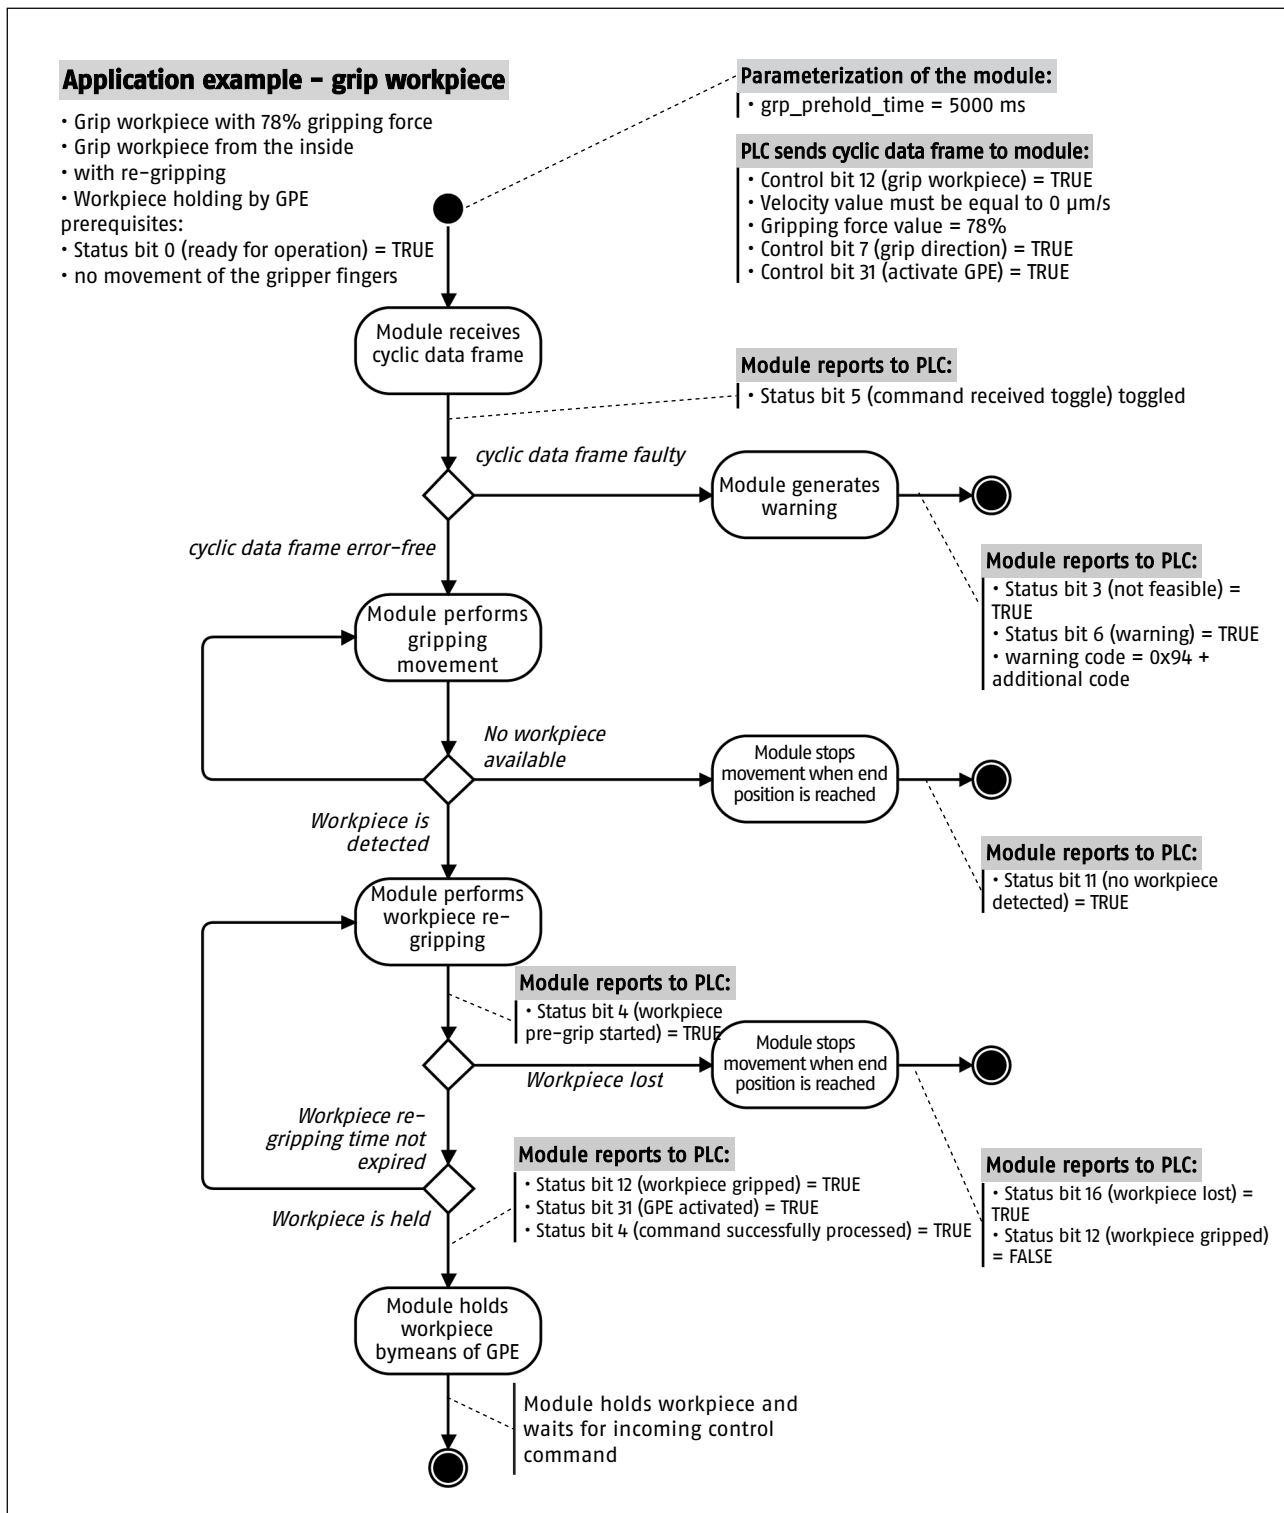 Application example – grip workpiece
• Grip workpiece with 78% gripping force
• Grip workpiece from the inside
• with re-gripping
• Workpiece holding by GPE
prerequisites:
• Status bit 0 (ready for operation) = TRUE
• no movement of the gripper fingers
Parameterization of the module:
• grp_prehold_time = 5000 ms
PLC sends cyclic data frame to module:
• Control bit 12 (grip workpiece) = TRUE
• Velocity value must be equal to 0 µm/s
• Gripping force value = 78%
• Control bit 7 (grip direction) = TRUE
• Control bit 31 (activate GPE) = TRUE
Module receives
cyclic data frame
Module reports to PLC:
• Status bit 5 (command received toggle) toggled
cyclic data frame faulty
Module generates
warning
cyclic data frame error-free
Module reports to PLC:
• Status bit 3 (not feasible) =
TRUE
• Status bit 6 (warning) = TRUE
• warning code = 0x94 +
additional code
Module performs
gripping
movement
No workpiece
available
Module stops
movement when end
position is reached
Workpiece is
detected
Module reports to PLC:
• Status bit 11 (no workpiece
detected) = TRUE
Module performs
workpiece re-
gripping
Module reports to PLC:
• Status bit 4 (workpiece
pre-grip started) = TRUE
Module stops
movement when end
position is reached
Workpiece lost
Workpiece re-
gripping time not
expired
Module reports to PLC:
• Status bit 12 (workpiece gripped) = TRUE
• Status bit 31 (GPE activated) = TRUE
• Status bit 4 (command successfully processed) = TRUE
Module reports to PLC:
• Status bit 16 (workpiece lost) =
TRUE
• Status bit 12 (workpiece gripped)
= FALSE
Workpiece is held
Module holds
workpiece
bymeans of GPE
Module holds workpiece and
waits for incoming control
command